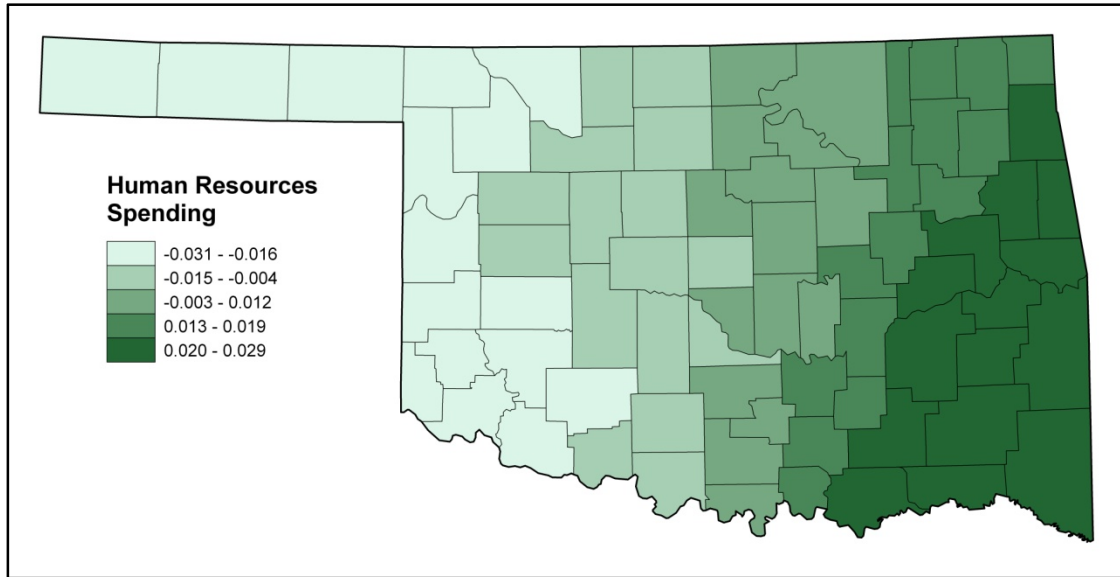 Human Resources
Spending
-0.031 - -0.016
-0.015 - -0.004
-0.003 - 0.012
0.013 - 0.019
0.020 - 0.029